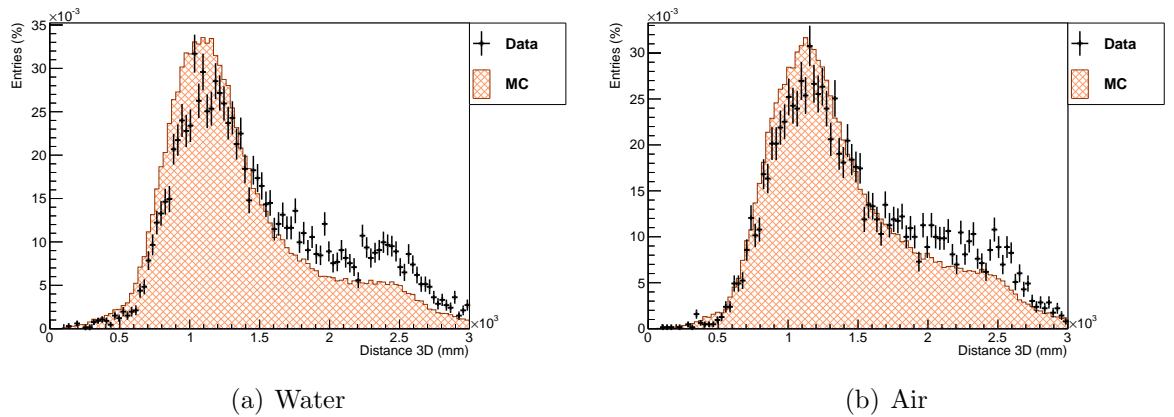 ×10⁻³
35
30
25
20
15
10
5
0
Entries (%)
0 0.5 1 1.5 2 2.5 3
×10³
Distance 3D (mm)
Data
MC
(a) Water
×10⁻³
30
25
20
15
10
5
0
Entries (%)
0 0.5 1 1.5 2 2.5 3
×10³
Distance 3D (mm)
Data
MC
(b) Air